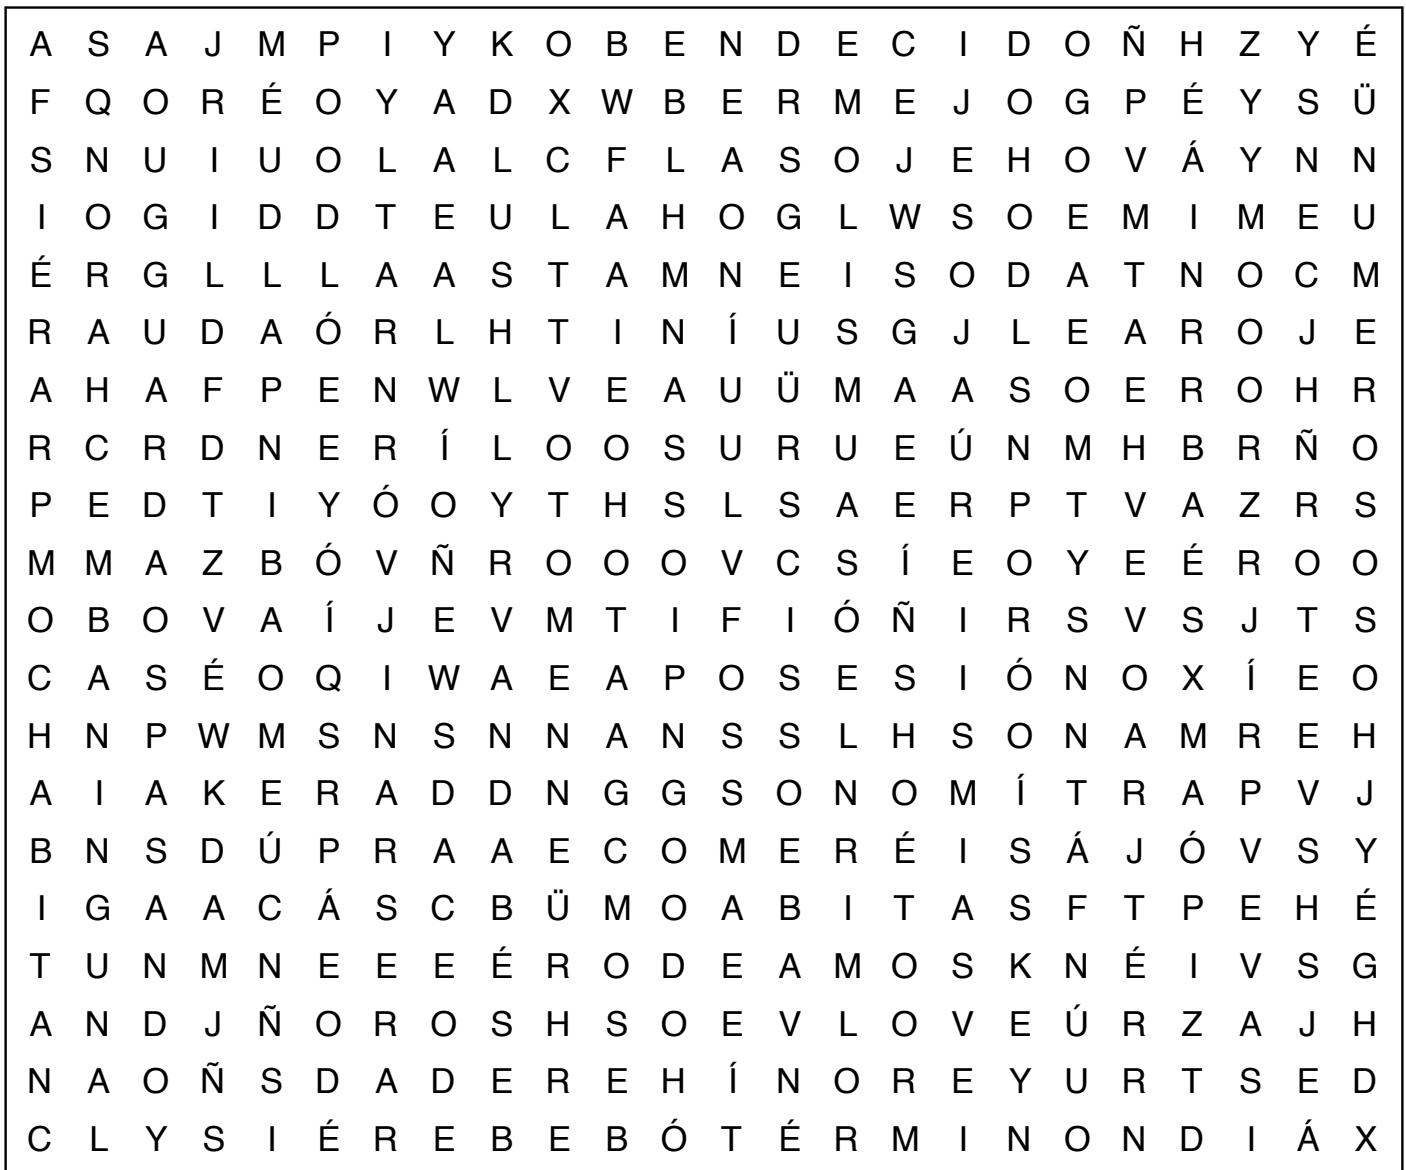 A S A J M P I Y K O B E N D E C I D O Ñ H Z Y É
F Q O R É O Y A D X W B E R M E J O G P É Y S Ü
S N U I U O L A L C F L A S O J E H O V Á Y N N
I O G I D D T E U L A H O G L W S O E M I M E U
É R G L L L A A S T A M N E I S O D A T N O C M
R A U D A Ó R L H T I N Í U S G J L E A R O J E
A H A F P E N W L V E A U Ü M A A S O E R O H R
R C R D N E R Í L O O S U R U E Ú N M H B R Ñ O
P E D T I Y Ó O Y T H S L S A E R P T V A Z R S
M M A Z B Ó V Ñ R O O O V C S Í E O Y E É R O O
O B O V A Í J E V M T I F I Ó Ñ I R S V S J T S
C A S É O Q I W A E A P O S E S I Ó N O X Í E O
H N P W M S N S N N A N S S L H S O N A M R E H
A I A K E R A D D N G G S O N O M Í T R A P V J
B N S D Ú P R A A E C O M E R É I S Á J Ó V S Y
I G A A C Á S C B Ü M O A B I T A S F T P E H É
T U N M N E E E É R O D E A M O S K N É I V S G
A N D J Ñ O R O S H S O E V L O V E Ú R Z A J H
N A O Ñ S D A D E R E H Í N O R E Y U R T S E D
C L Y S I É R E B E B Ó T É R M I N O N D I Á X